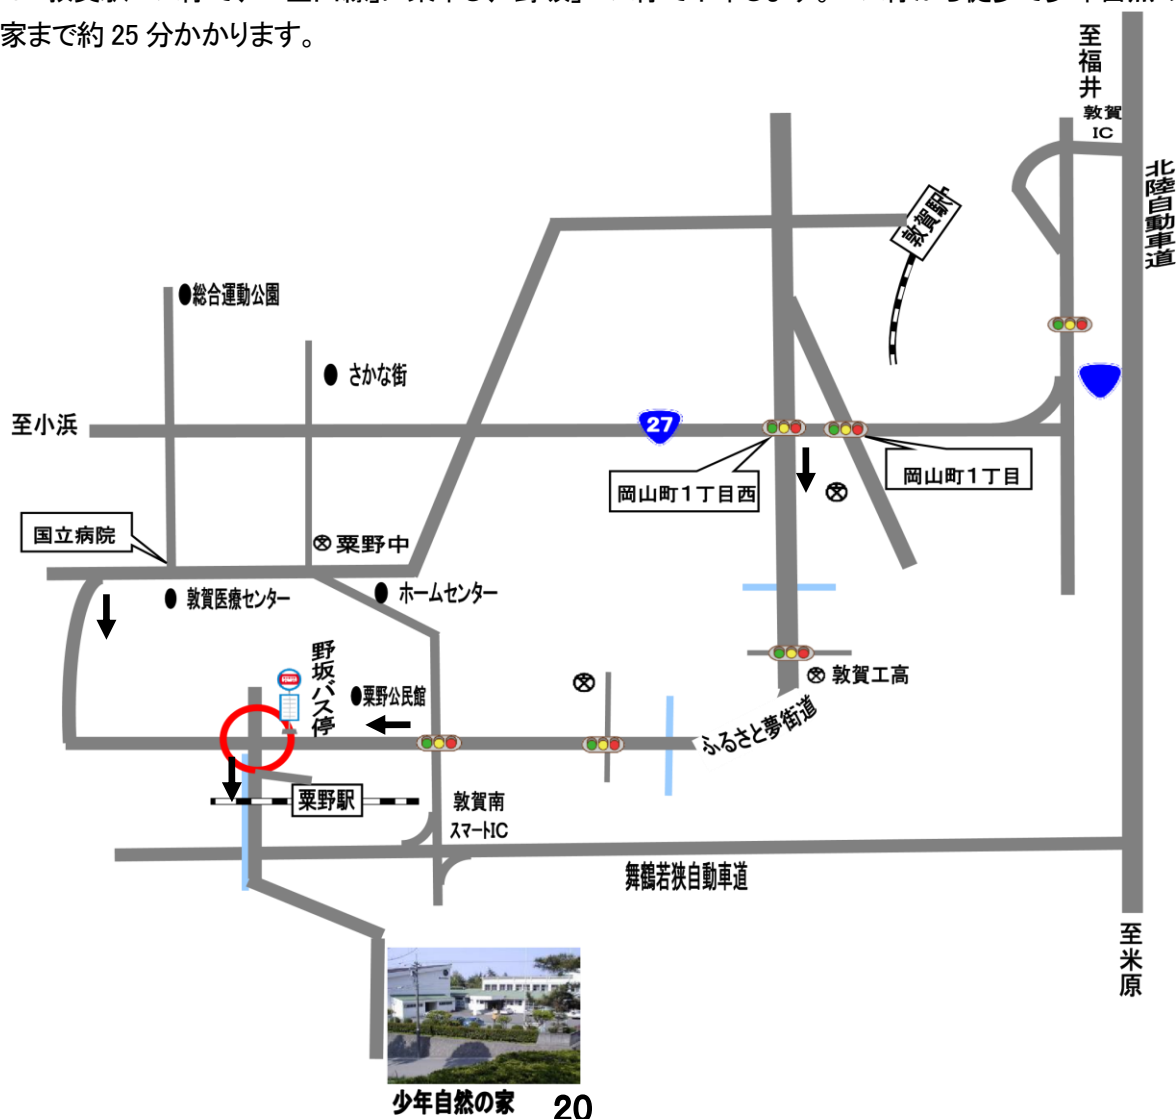 家まで約 25 分かかります。
至福井
敦賀
IC
北陸自動車道
敦賀駅
●総合運動公園
● さかな街
至小浜
27
岡山町1丁目西
岡山町1丁目
国立病院
粟野中
● 敦賀医療センター
● ホームセンター
野坂バス停
●粟野公民館
敦賀工高
ふるさと夢街道
粟野駅
敦賀南
スマートIC
舞鶴若狭自動車道
至米原
少年自然の家
20